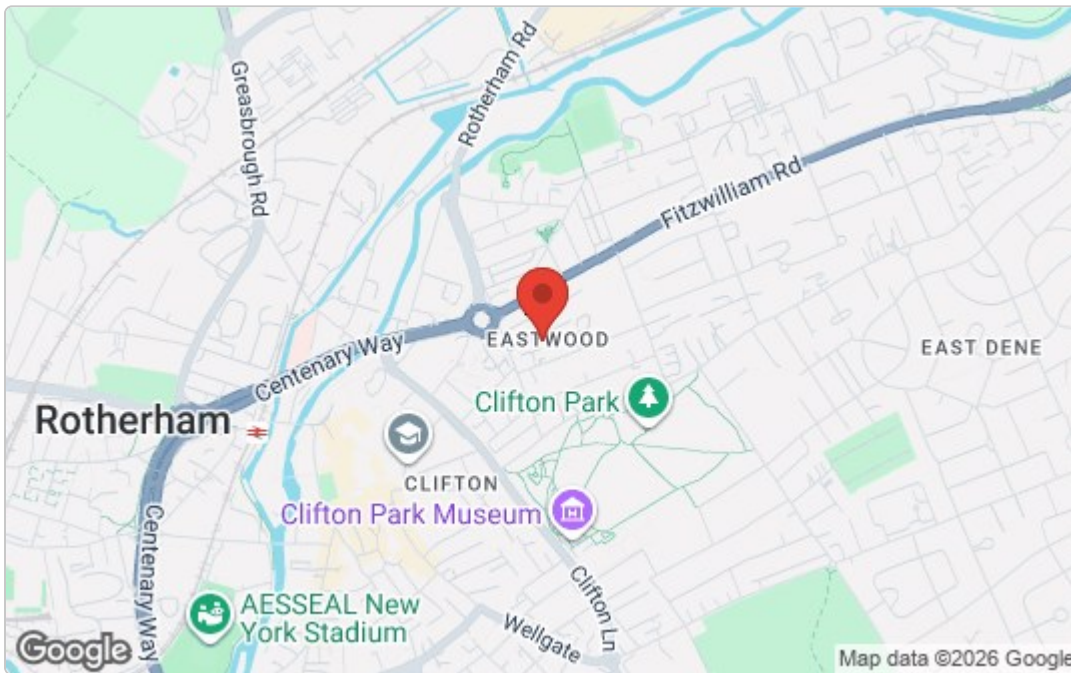 Greasbrough Rd
Rotherham Rd
Fitzwilliam Rd
EASTWOOD
EAST DENE
Centenary Way
Clifton Park
Rotherham
CLIFTON
Clifton Park Museum
Centenary Way
Clifton Ln
AESSEAL New
York Stadium
Wellgate
Google
Map data ©2026 Google